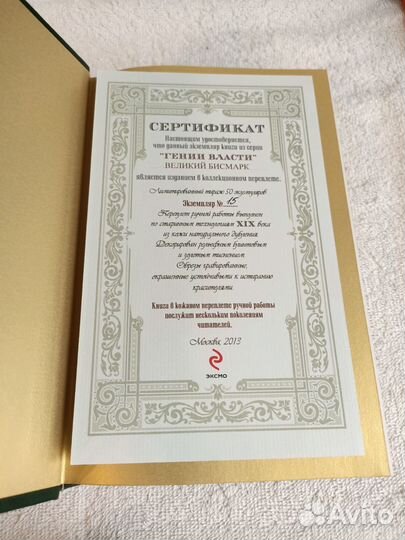 СЕРТИФИКАТ
Настоящим удостоверяется,
что данный экземпляр книги из серии
"ГЕНИИ ВЛАСТИ"
ВЕЛИКИЙ БИСМАРК
является изданием в коллекционном переплете.
Лимитированный тираж 50 экземпляров
Экземпляр № 15
Переплет ручной работы выполнен
по старинным технологиям XIX века
из кожи натурального дубления.
Декорирован рельефным блинтовым
и золотым тиснением.
Обрезы гравированные,
окрашенные устойчивыми к истиранию
красителями.
Книга в кожаном переплете ручной работы
послужит нескольким поколениям
читателей.
Москва, 2013
ЭКСМО
Avito